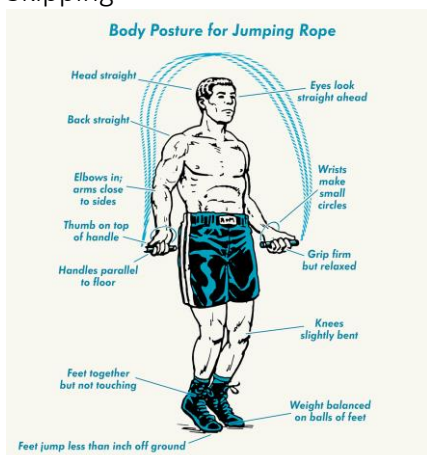 Skipping
Body Posture for Jumping Rope
Head straight
Eyes look
straight ahead
Back straight
Elbows in;
arms close
to sides
Wrists
make
small
circles
Thumb on top
of handle
Grip firm
but relaxed
Handles parallel
to floor
Knees
slightly bent
Feet together
but not touching
Weight balanced
on balls of feet
Feet jump less than inch off ground